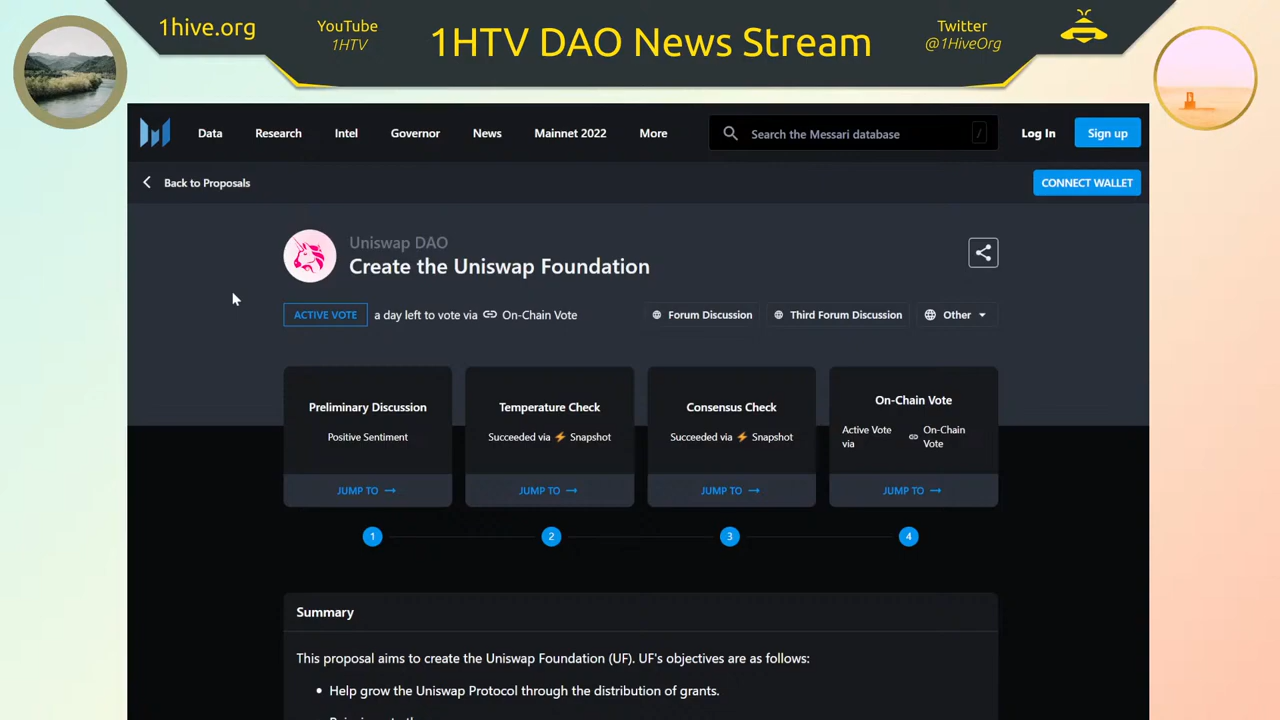 1hive.org
YouTube
1HTV
1HTV DAO News Stream
Twitter
@1HiveOrg
Data Research Intel Governor News Mainnet 2022 More
Search the Messari database /
Log In Sign up
Back to Proposals
CONNECT WALLET
Uniswap DAO
Create the Uniswap Foundation
ACTIVE VOTE a day left to vote via On-Chain Vote
Forum Discussion Third Forum Discussion Other
Preliminary Discussion
Positive Sentiment
JUMP TO →
Temperature Check
Succeeded via ⚡ Snapshot
JUMP TO →
Consensus Check
Succeeded via ⚡ Snapshot
JUMP TO →
On-Chain Vote
Active Vote On-Chain
via Vote
JUMP TO →
1 2 3 4
Summary
This proposal aims to create the Uniswap Foundation (UF). UF's objectives are as follows:
• Help grow the Uniswap Protocol through the distribution of grants.